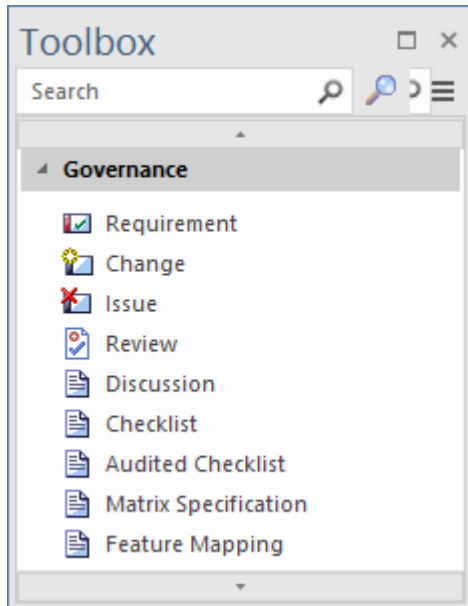 Toolbox
Search
Governance
Requirement
Change
Issue
Review
Discussion
Checklist
Audited Checklist
Matrix Specification
Feature Mapping